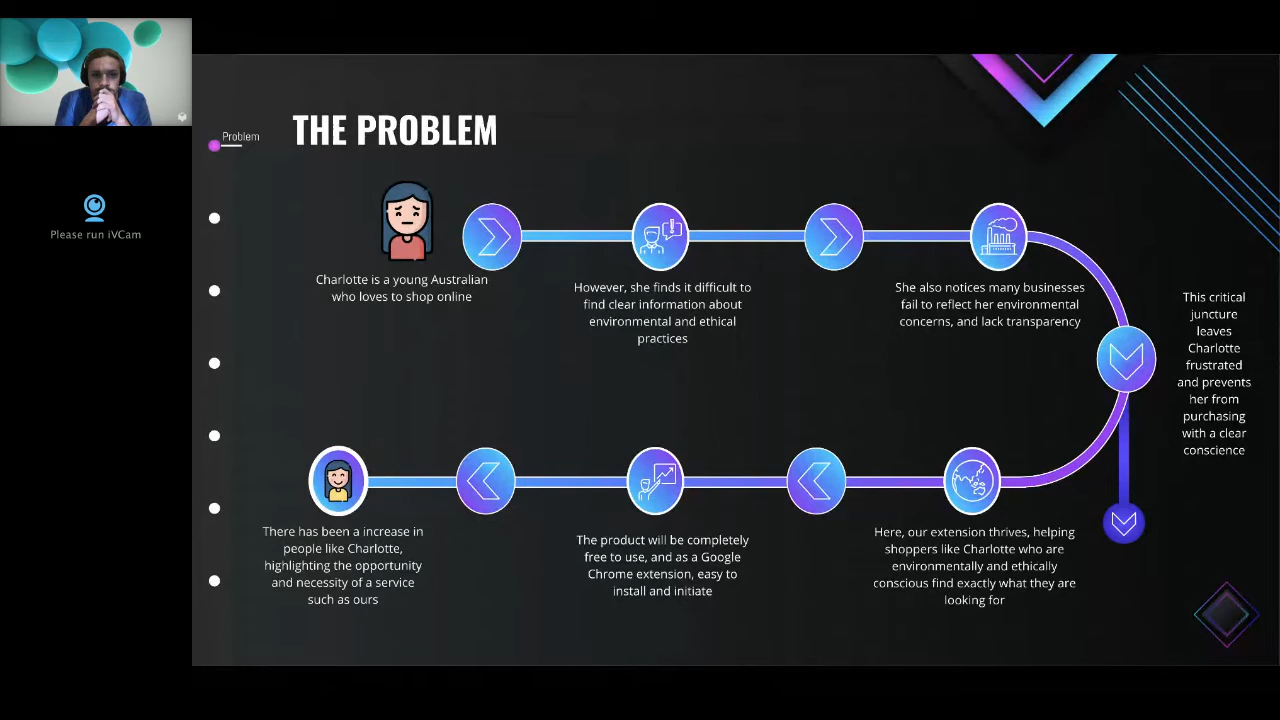 Please run iVCam
Problem
THE PROBLEM
Charlotte is a young Australian
who loves to shop online
However, she finds it difficult to
find clear information about
environmental and ethical
practices
She also notices many businesses
fail to reflect her environmental
concerns, and lack transparency
This critical
juncture
leaves
Charlotte
frustrated
and prevents
her from
purchasing
with a clear
conscience
Here, our extension thrives, helping
shoppers like Charlotte who are
environmentally and ethically
conscious find exactly what they are
looking for
The product will be completely
free to use, and as a Google
Chrome extension, easy to
install and initiate
There has been a increase in
people like Charlotte,
highlighting the opportunity
and necessity of a service
such as ours